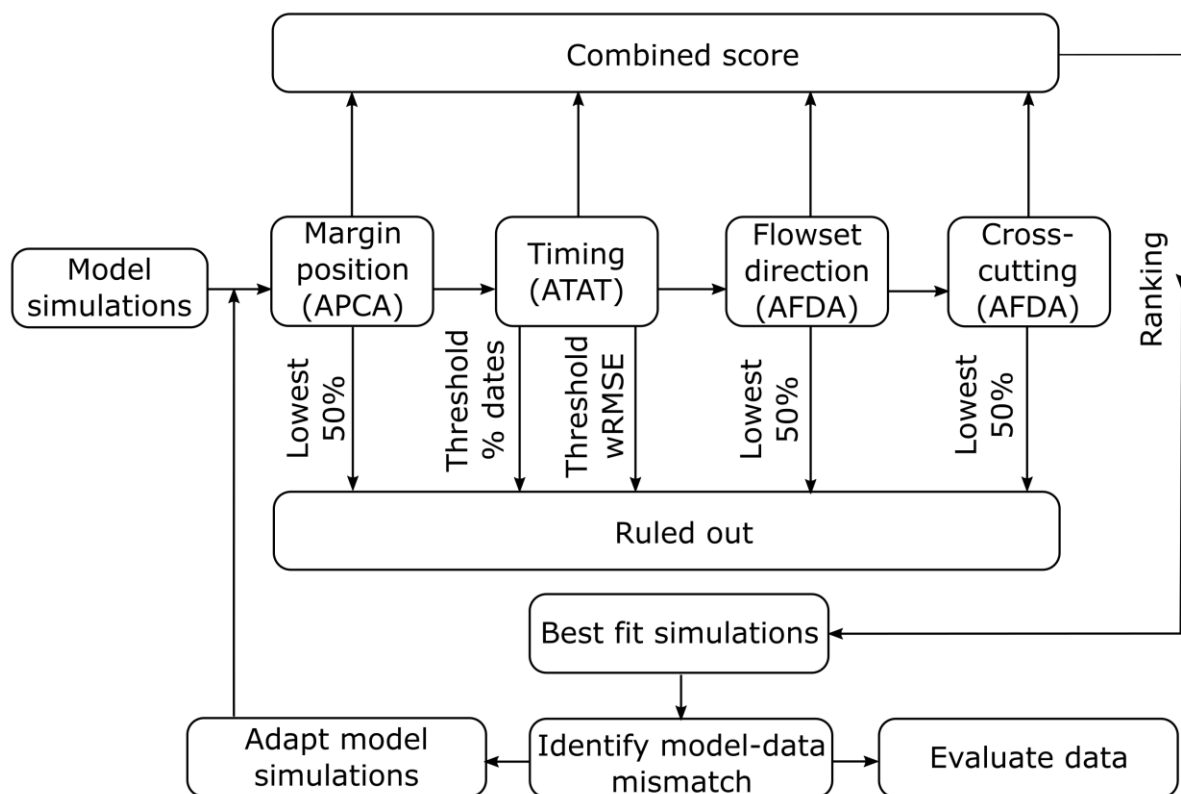 Combined score
Model
simulations
Margin
position
(APCA)
Timing
(ATAT)
Flowset
direction
(AFDA)
Cross-
cutting
(AFDA)
Ranking
Lowest
50%
Threshold
% dates
Threshold
wRMSE
Lowest
50%
Lowest
50%
Ruled out
Best fit simulations
Adapt model
simulations
Identify model-data
mismatch
Evaluate data